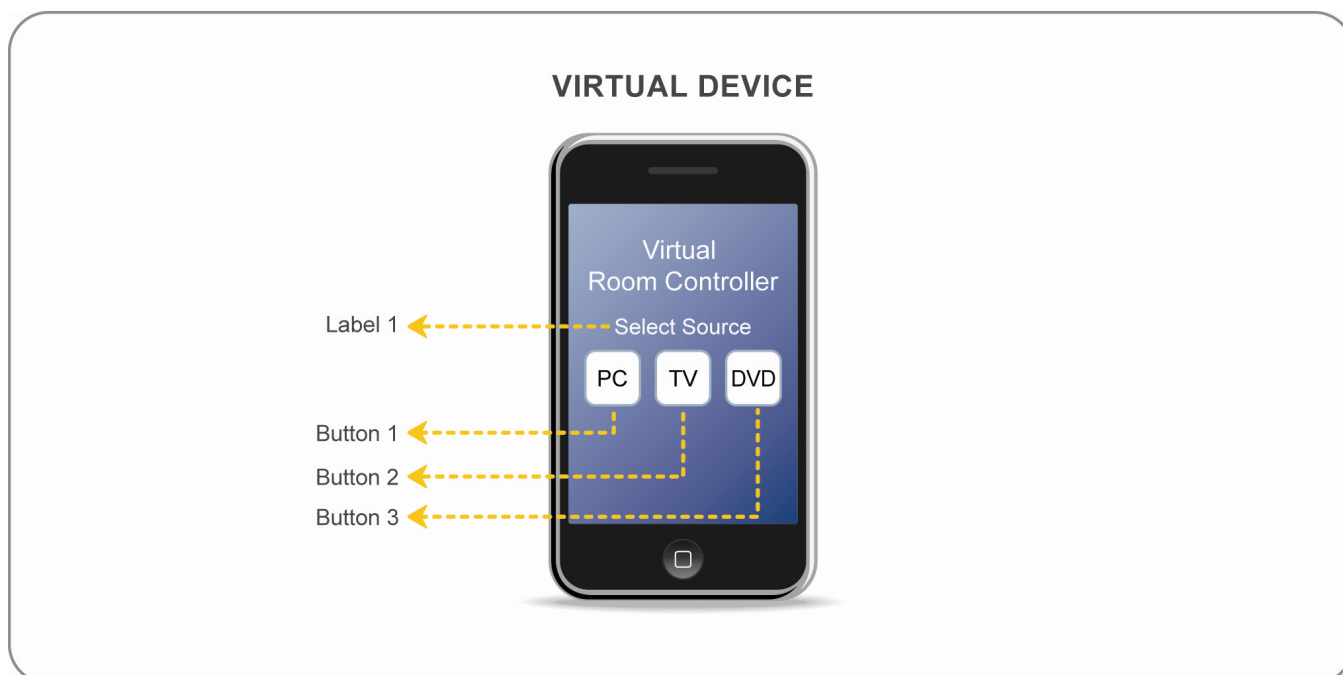 VIRTUAL DEVICE
Virtual
Room Controller
Label 1
Select Source
PC TV DVD
Button 1
Button 2
Button 3